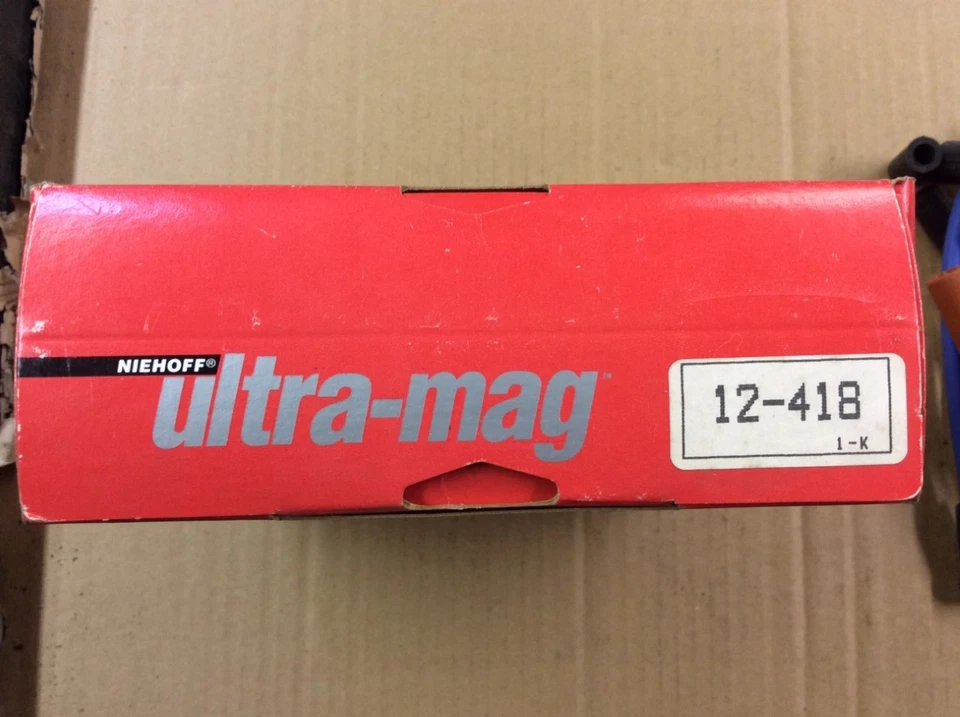 NIEHOFF®
ultra-mag™
12-418
1-K